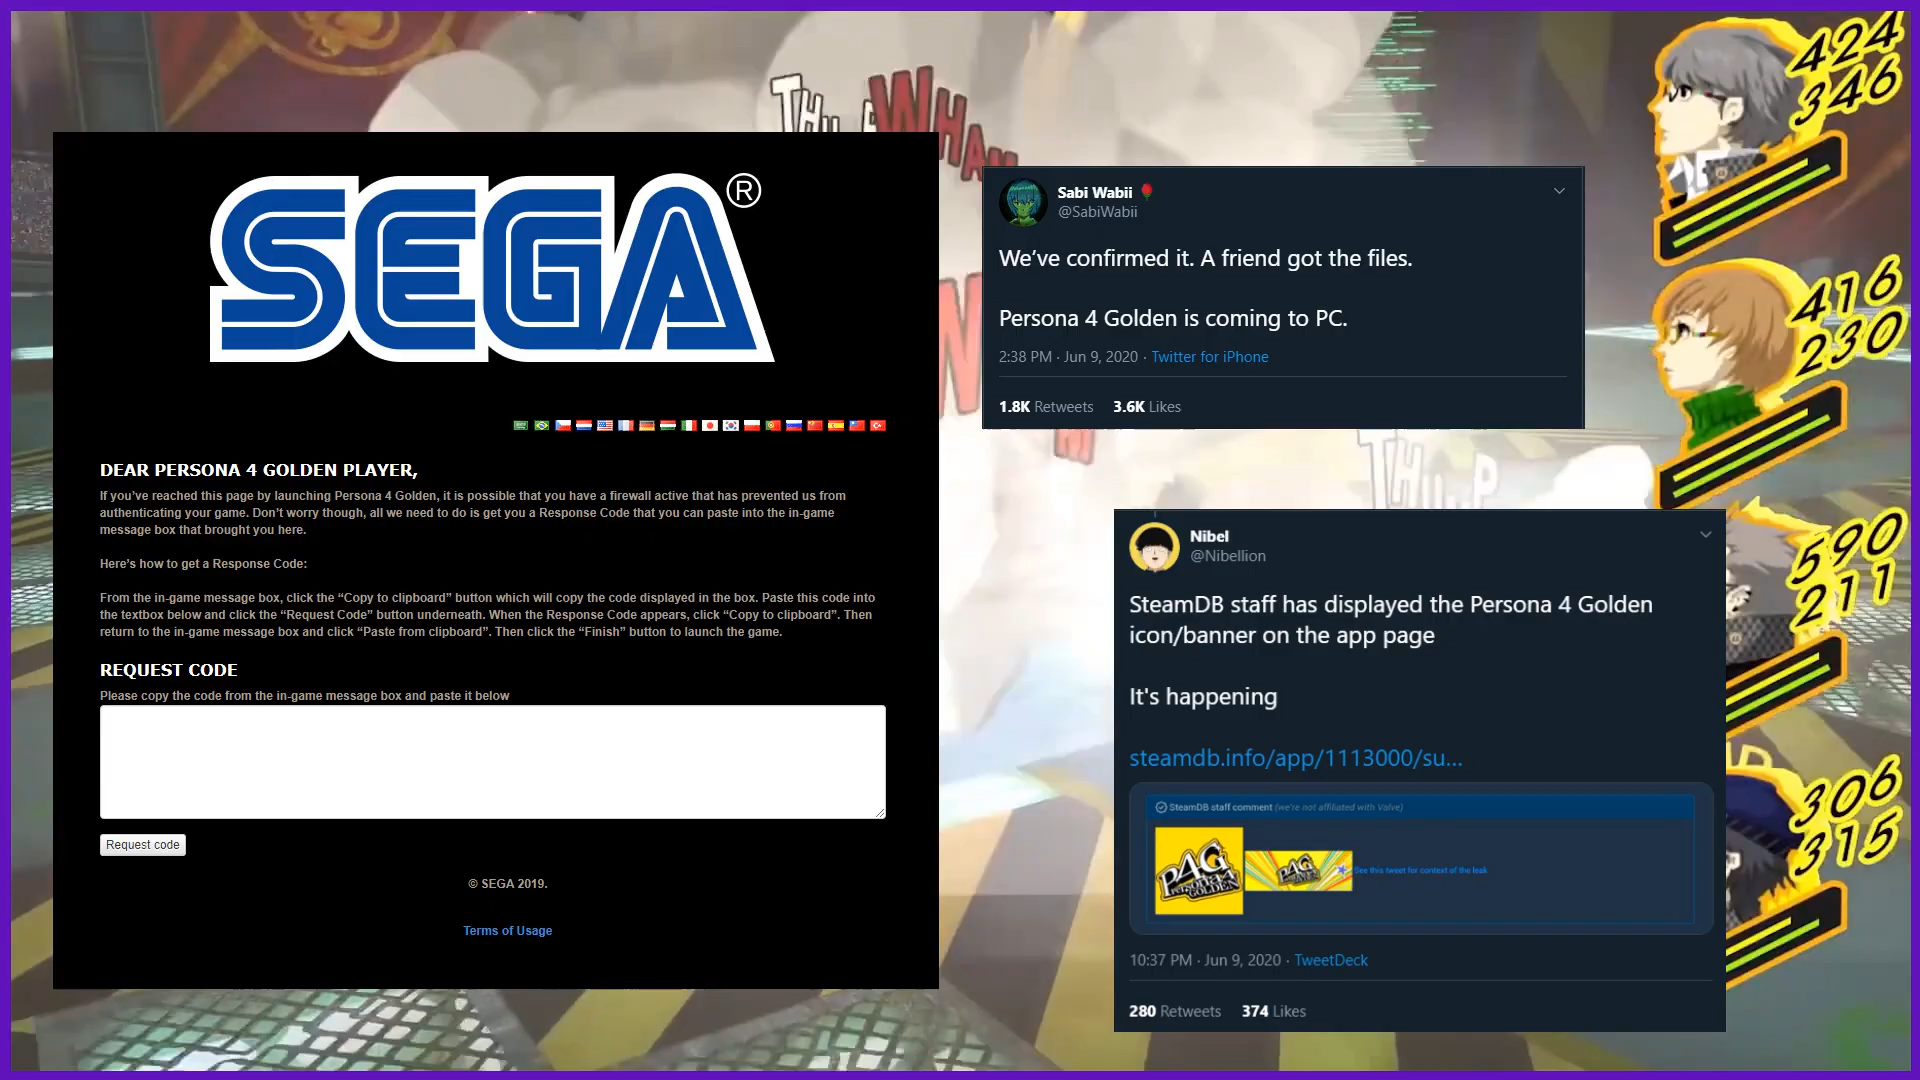 SEGA®
DEAR PERSONA 4 GOLDEN PLAYER,
If you’ve reached this page by launching Persona 4 Golden, it is possible that you have a firewall active that has prevented us from
authenticating your game. Don’t worry though, all we need to do is get you a Response Code that you can paste into the in-game
message box that brought you here.
Here’s how to get a Response Code:
From the in-game message box, click the “Copy to clipboard” button which will copy the code displayed in the box. Paste this code into
the textbox below and click the “Request Code” button underneath. When the Response Code appears, click “Copy to clipboard”. Then
return to the in-game message box and click “Paste from clipboard”. Then click the “Finish” button to launch the game.
REQUEST CODE
Please copy the code from the in-game message box and paste it below
Request code
© SEGA 2019.
Terms of Usage
Sabi Wabii
@SabiWabii
We’ve confirmed it. A friend got the files.
Persona 4 Golden is coming to PC.
2:38 PM · Jun 9, 2020 · Twitter for iPhone
1.8K Retweets 3.6K Likes
Nibel
@Nibellion
SteamDB staff has displayed the Persona 4 Golden
icon/banner on the app page
It's happening
steamdb.info/app/1113000/su...
SteamDB staff comment (we're not affiliated with Valve)
P4G
Persona4
GOLDEN
P4G
See this tweet for context of the leak
10:37 PM · Jun 9, 2020 · TweetDeck
280 Retweets 374 Likes
424
346
416
230
590
211
306
315
WHAM